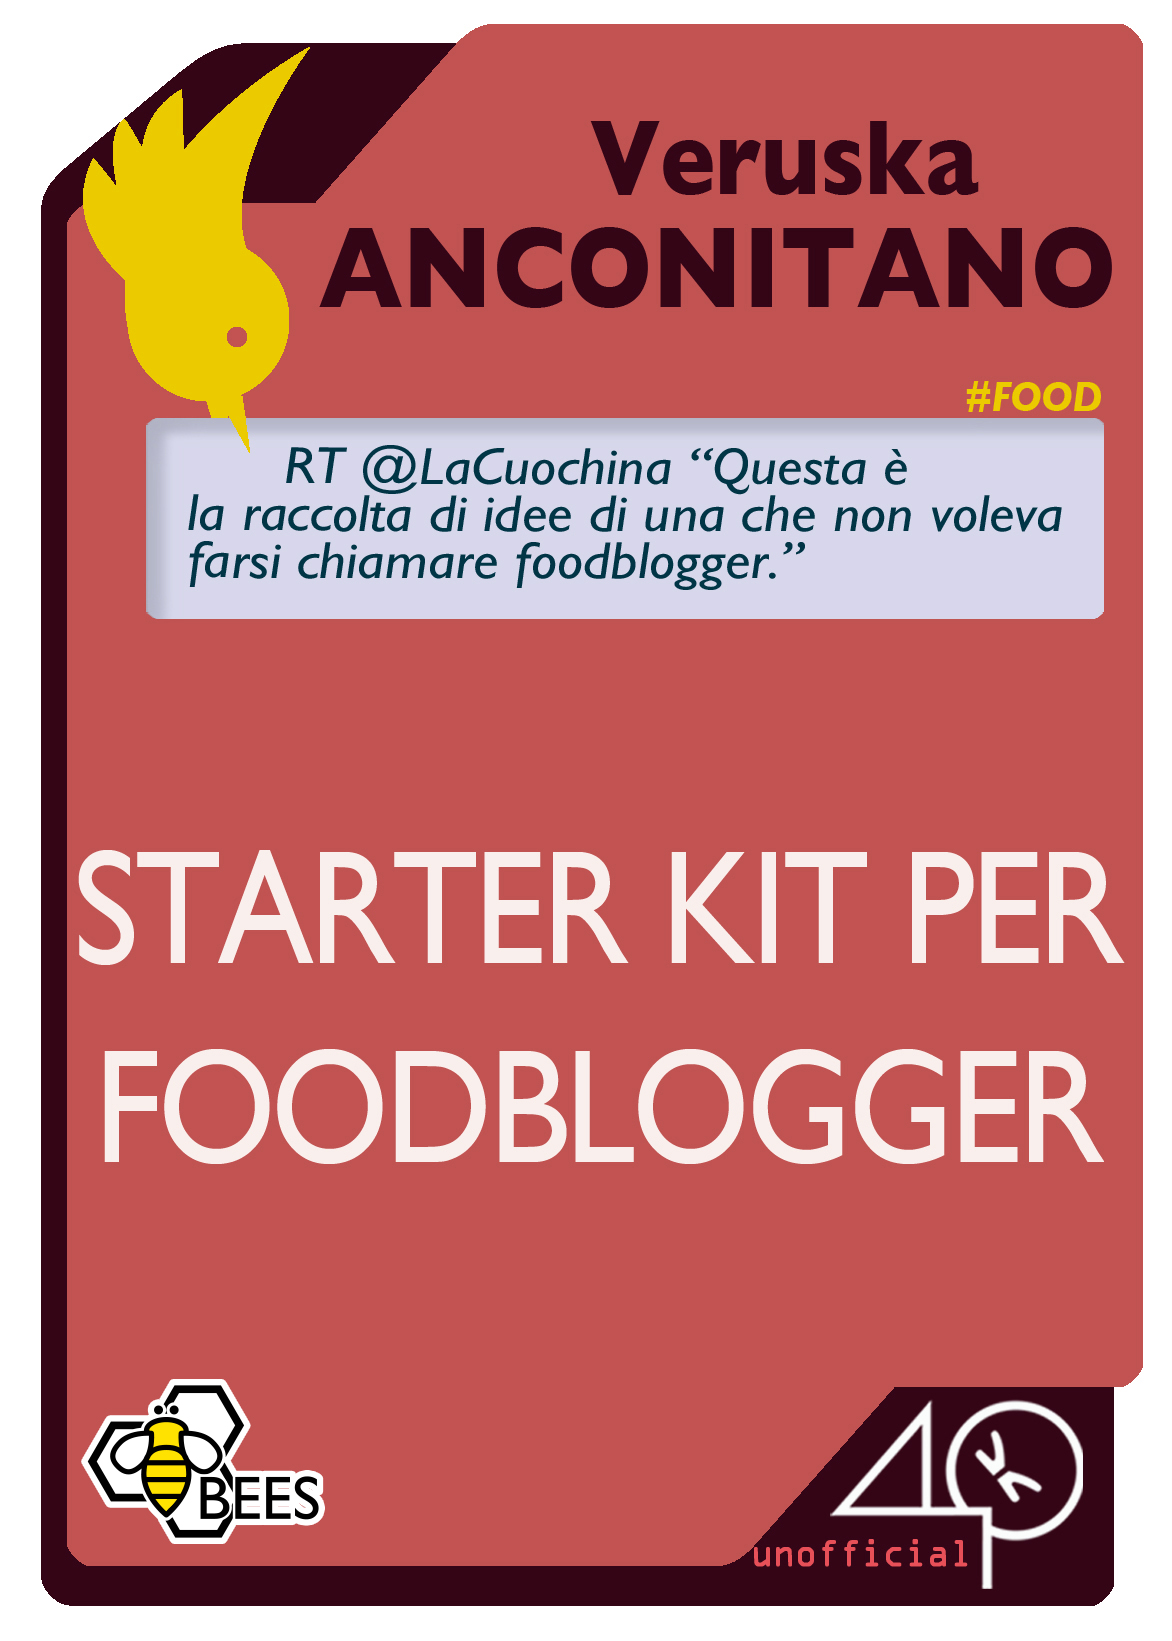 Veruska
ANCONITANO
#FOOD
RT @LaCuochina “Questa è
la raccolta di idee di una che non voleva
farsi chiamare foodblogger.”
STARTER KIT PER
FOODBLOGGER
BEES
40K
unofficial